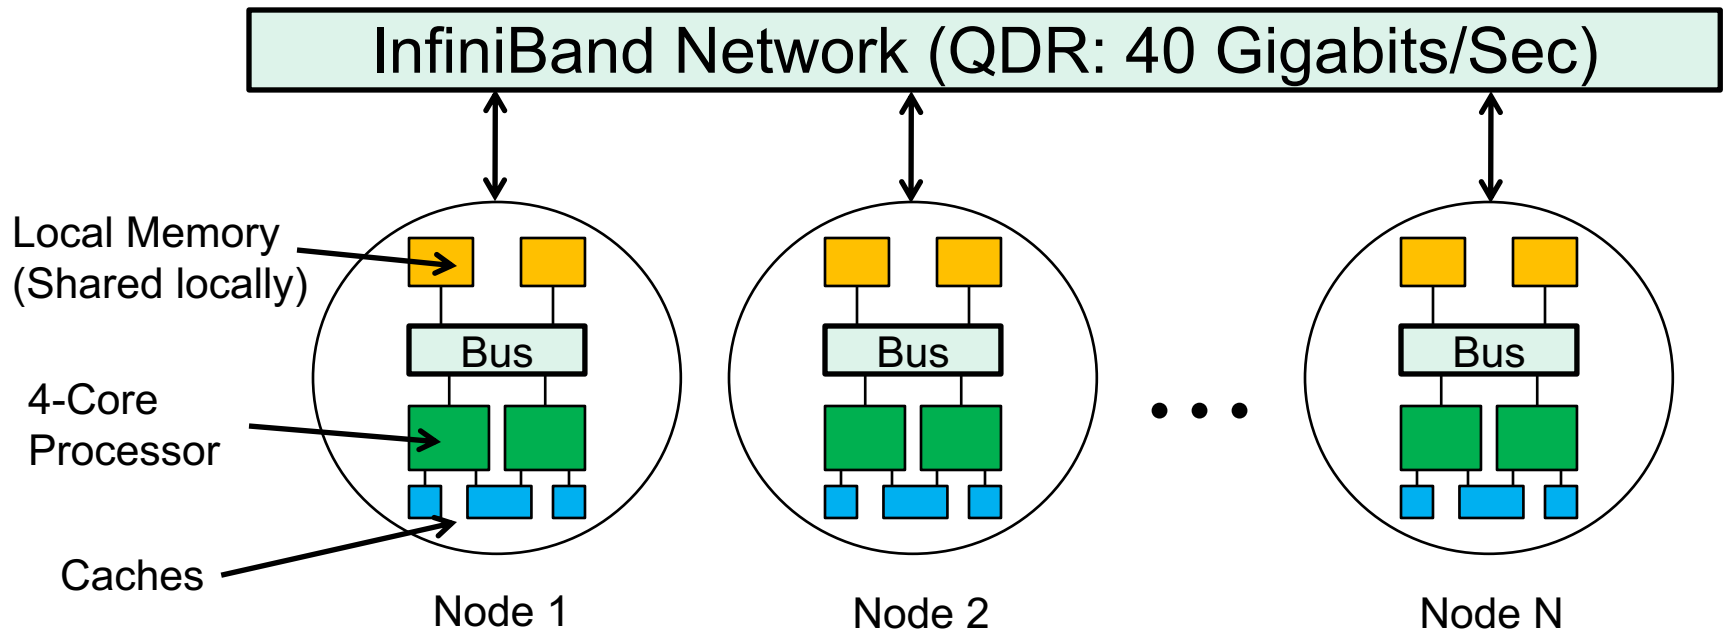 InfiniBand Network (QDR: 40 Gigabits/Sec)
Local Memory
(Shared locally)
Bus
Bus
Bus
4-Core
Processor
Caches
Node 1
Node 2
Node N